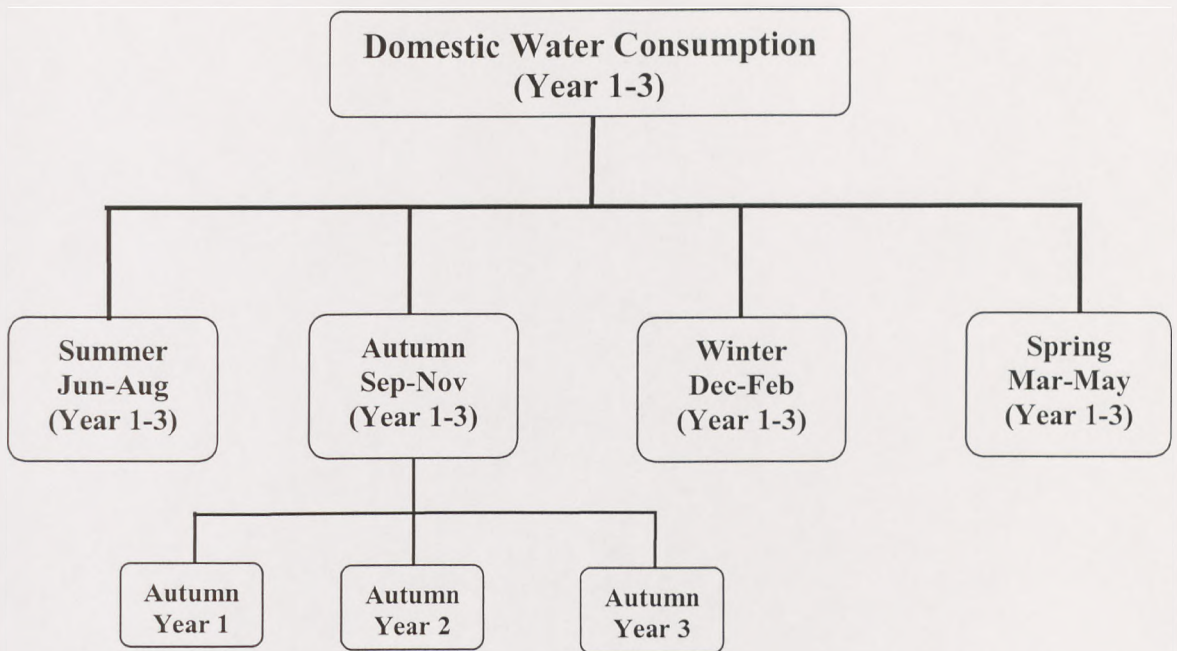 Domestic Water Consumption
(Year 1-3)
Summer
Jun-Aug
(Year 1-3)
Autumn
Sep-Nov
(Year 1-3)
Winter
Dec-Feb
(Year 1-3)
Spring
Mar-May
(Year 1-3)
Autumn
Year 1
Autumn
Year 2
Autumn
Year 3